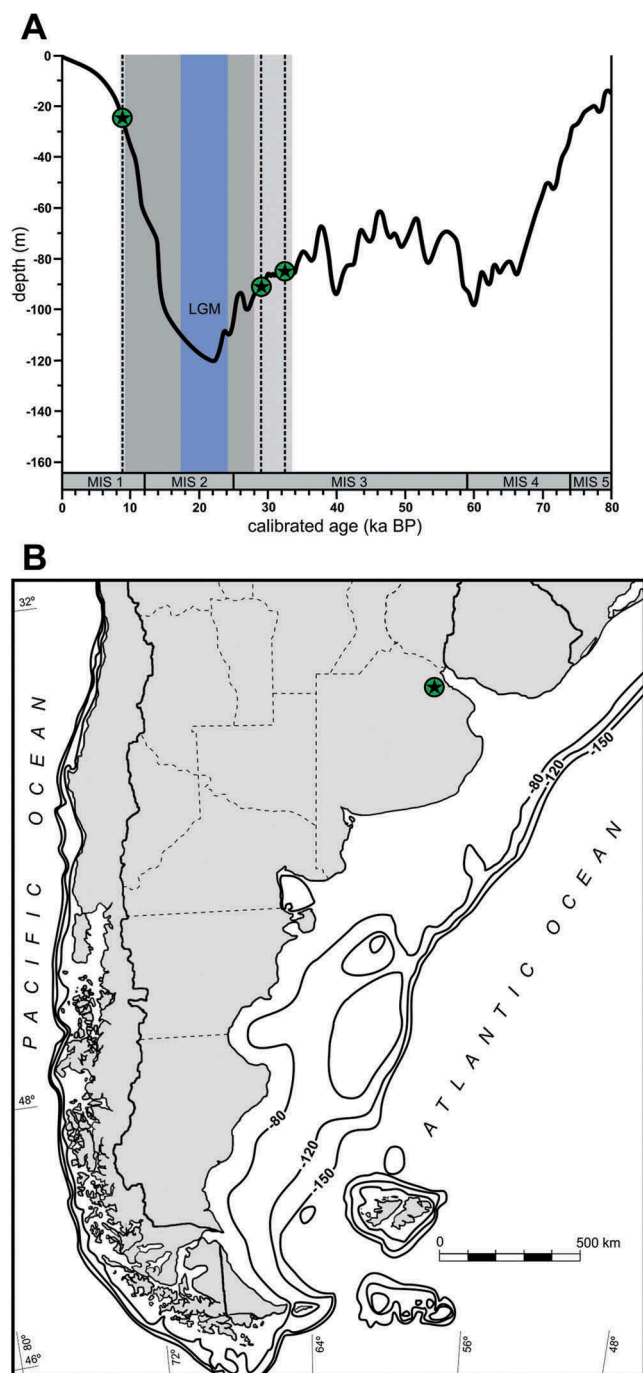 A
0
-20
-40
-60
-80
-100
-120
-140
-160
depth (m)
LGM
MIS 1
MIS 2
MIS 3
MIS 4
MIS 5
0
10
20
30
40
50
60
70
80
calibrated age (ka BP)
B
32°
PACIFIC OCEAN
-80
-120
-150
ATLANTIC OCEAN
48°
-80
-120
-150
0
500 km
80°
46°
72°
64°
56°
48°